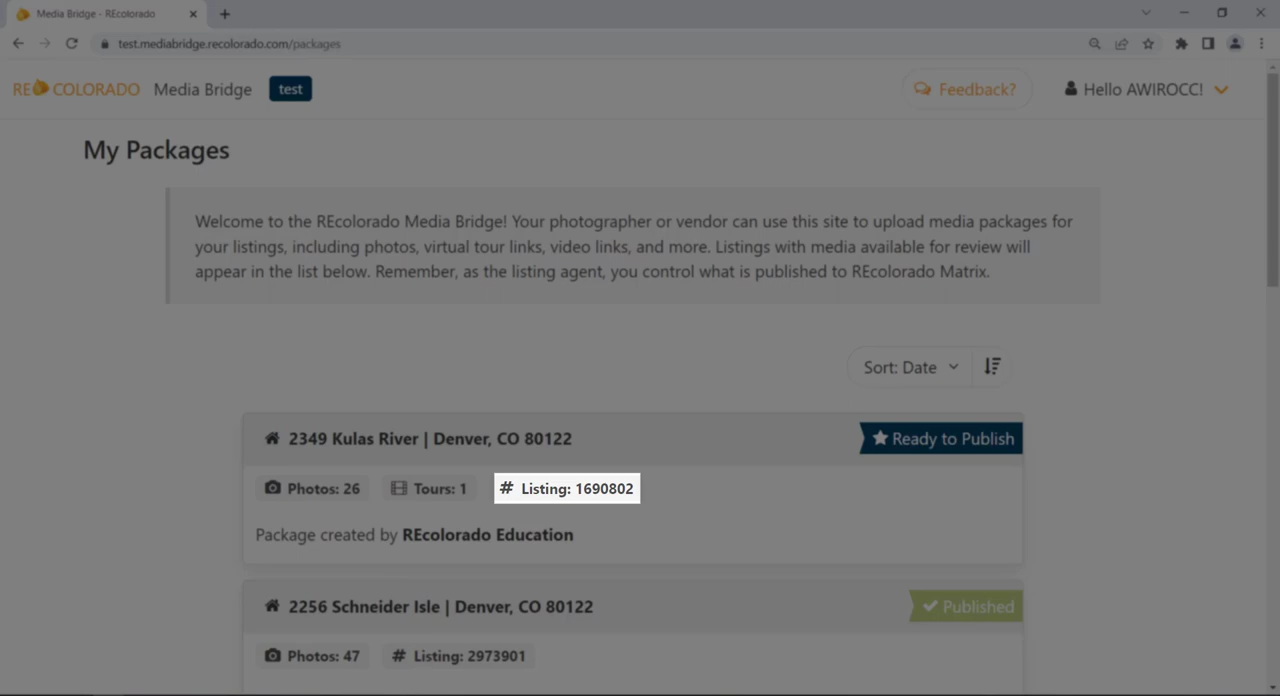 Media Bridge - REcolorado
test.mediabridge.recolorado.com/packages
RECOLORADO Media Bridge test Feedback? Hello AWIROCC!
My Packages
Welcome to the REcolorado Media Bridge! Your photographer or vendor can use this site to upload media packages for
your listings, including photos, virtual tour links, video links, and more. Listings with media available for review will
appear in the list below. Remember, as the listing agent, you control what is published to REcolorado Matrix.
Sort: Date
2349 Kulas River | Denver, CO 80122 Ready to Publish
Photos: 26 Tours: 1 # Listing: 1690802
Package created by REcolorado Education
2256 Schneider Isle | Denver, CO 80122 Published
Photos: 47 # Listing: 2973901